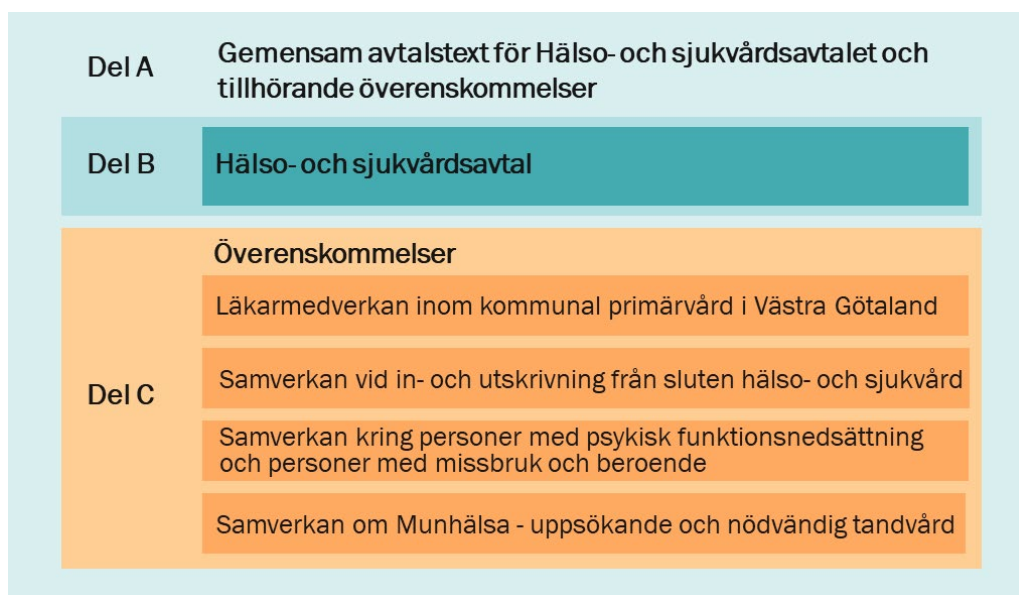 Del A
Gemensam avtalstext för Hälso- och sjukvårdsavtalet och
tillhörande överenskommelser
Del B
Hälso- och sjukvårdsavtal
Del C
Överenskommelser
Läkarmedverkan inom kommunal primärvård i Västra Götaland
Samverkan vid in- och utskrivning från sluten hälso- och sjukvård
Samverkan kring personer med psykisk funktionsnedsättning
och personer med missbruk och beroende
Samverkan om Munhälsa - uppsökande och nödvändig tandvård